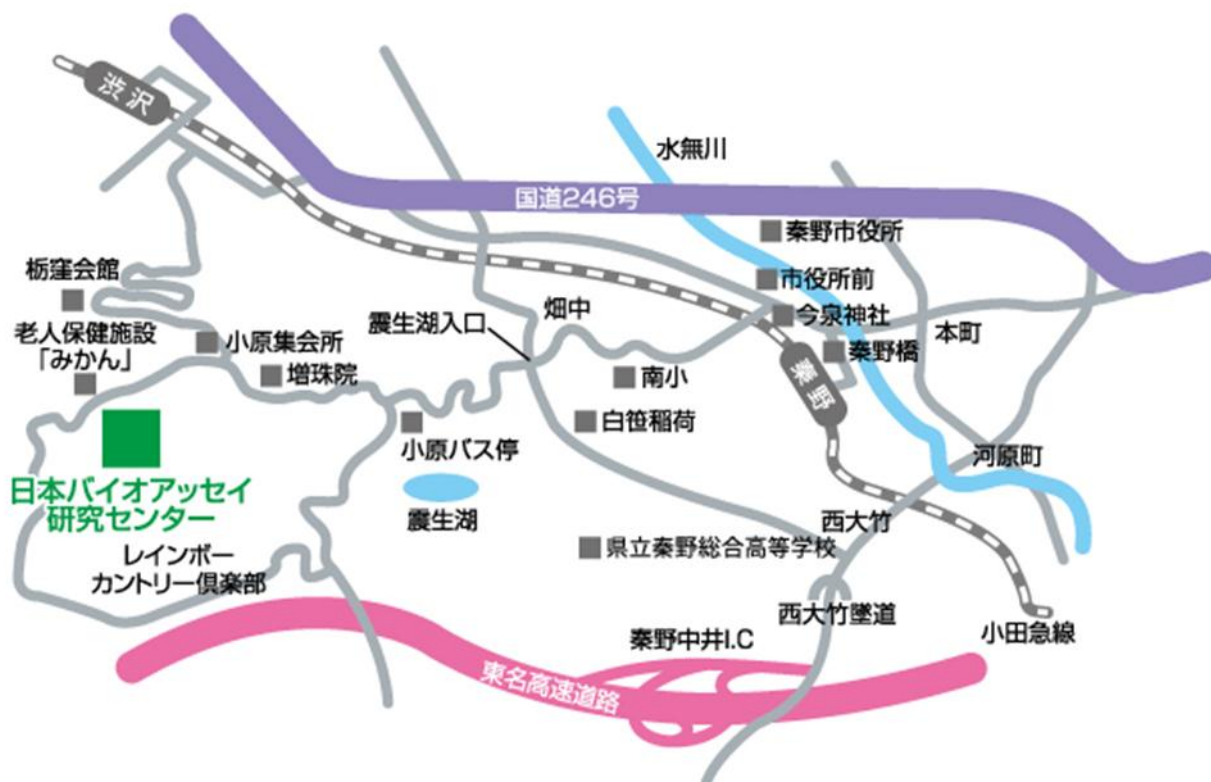 渋沢
水無川
国道246号
秦野市役所
栃窪会館
市役所前
畑中
震生湖入口
今泉神社
本町
老人保健施設
「みかん」
小原集会所
秦野橋
増珠院
南小
秦野
白笹稲荷
小原バス停
河原町
日本バイオアッセイ
研究センター
震生湖
西大竹
レインボー
カントリー倶楽部
県立秦野総合高等学校
西大竹墜道
小田急線
秦野中井I.C
東名高速道路